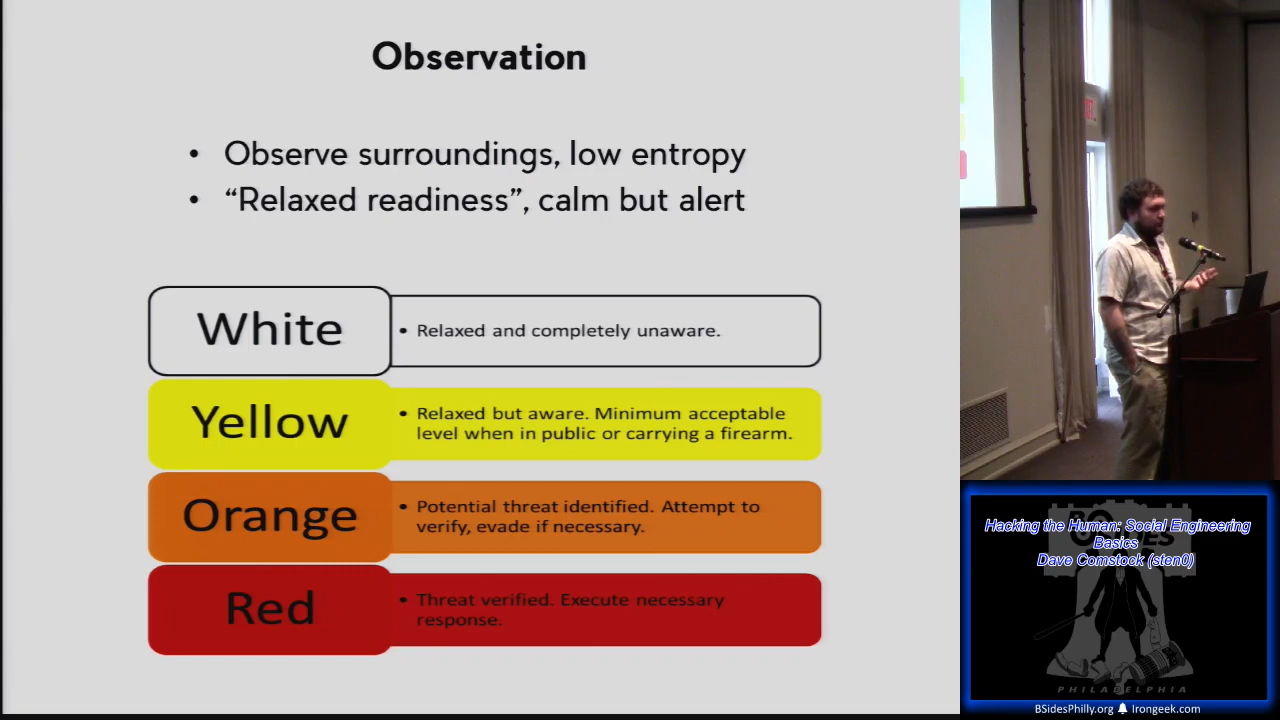 Observation
• Observe surroundings, low entropy
• “Relaxed readiness”, calm but alert
White
• Relaxed and completely unaware.
Yellow
• Relaxed but aware. Minimum acceptable
level when in public or carrying a firearm.
Orange
• Potential threat identified. Attempt to
verify, evade if necessary.
Red
• Threat verified. Execute necessary
response.
Hacking the Human: Social Engineering
Basics
Dave Comstock (sten0)
PHILADELPHIA
BSidesPhilly.org Irongeek.com